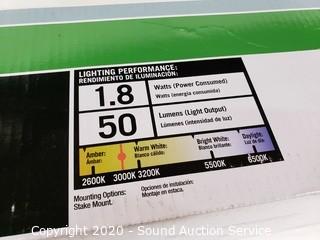 LIGHTING PERFORMANCE:
RENDIMIENTO DE ILUMINACIÓN:
1.8
Watts (Power Consumed)
Watts (energía consumida)
50
Lumens (Light Output)
Lúmenes (Intensidad de luz)
Amber:
Ámbar:
Warm White:
Blanco cálido:
Bright White:
Blanco brillante:
Daylight:
Luz de día:
2600K
3000K
3200K
5500K
6500K
Mounting Options:
Stake Mount.
Opciones de instalación:
Montaje en estaca.
Copyright 2020 - Sound Auction Service